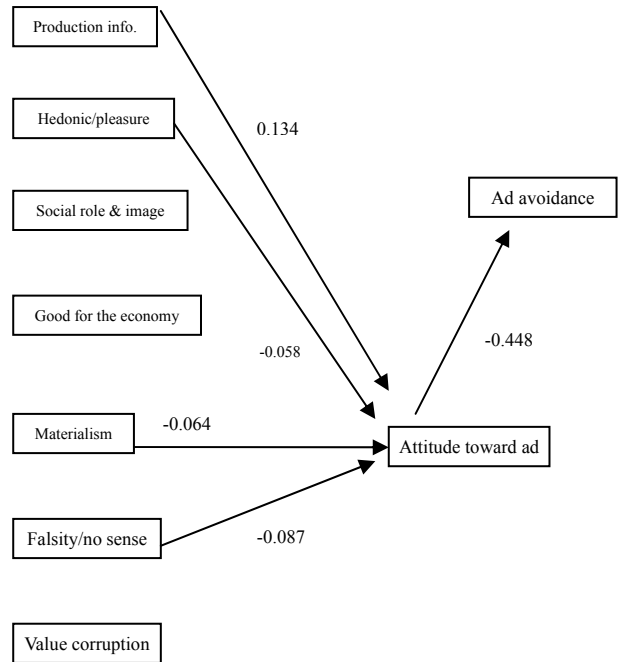 Production info.
Hedonic/pleasure
0.134
Ad avoidance
Social role & image
Good for the economy
-0.448
-0.058
Materialism
-0.064
Attitude toward ad
Falsity/no sense
-0.087
Value corruption